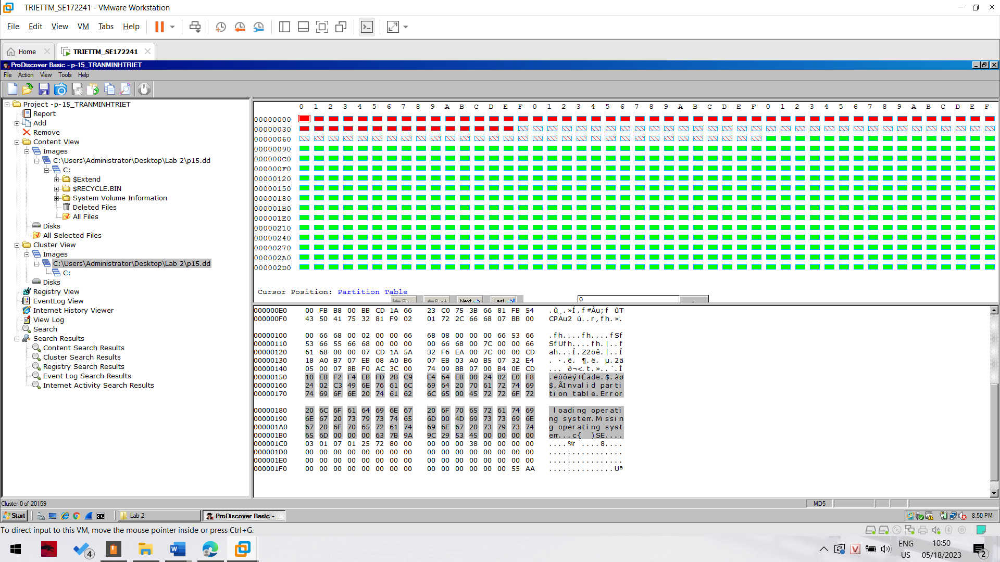 TRIETTM_SE172241 - VMware Workstation
File Edit View VM Tabs Help
Home TRIETTM_SE172241
ProDiscover Basic - p-15_TRANMINHTRIET
File Action View Tools Help
Project -p-15_TRANMINHTRIET
Report
Add
Remove
Content View
Images
C:\Users\Administrator\Desktop\Lab 2\p15.dd
C:
$Extend
$RECYCLE.BIN
System Volume Information
Deleted Files
All Files
Disks
All Selected Files
Cluster View
Images
C:\Users\Administrator\Desktop\Lab 2\p15.dd
C:
Disks
Registry View
EventLog View
Internet History Viewer
View Log
Search
Search Results
Content Search Results
Cluster Search Results
Registry Search Results
Event Log Search Results
Internet Activity Search Results
0 1 2 3 4 5 6 7 8 9 A B C D E F 0 1 2 3 4 5 6 7 8 9 A B C D E F 0 1 2 3 4 5 6 7 8 9 A B C D E F
00000000
00000030
00000060
00000090
000000C0
000000F0
00000120
00000150
00000180
000001B0
000001E0
00000210
00000240
00000270
000002A0
000002D0
Cursor Position: Partition Table
First Back Next Last 0
000000E0 00 FB B8 00 BB CD 1A 66 23 C0 75 3B 66 81 FB 54 .û¸.»Í.f#Àu;f ûT
000000F0 43 50 41 75 32 81 F9 02 01 72 2C 66 68 07 BB 00 CPAu2 ù..r,fh.».
00000100 00 66 68 00 02 00 00 66 68 08 00 00 00 66 53 66 .fh....fh....fSf
00000110 53 66 55 66 68 00 00 00 00 66 68 00 7C 00 00 66 SfUfh....fh.|..f
00000120 61 68 00 00 07 CD 1A 5A 32 F6 EA 00 7C 00 00 CD ah...Í.Z2öê.|..Í
00000130 18 A0 B7 07 EB 08 A0 B6 07 EB 03 A0 B5 07 32 E4 . ·.ë. ¶.ë. µ.2ä
00000140 05 00 07 8B F0 AC 3C 00 74 09 BB 07 00 B4 0E CD ... ð¬<.t.»..´.Í
00000150 10 EB F2 F4 EB FD 2B C9 E4 64 EB 00 24 02 E0 F8 .ëòôëý+Éädë.$.àø
00000160 24 02 C3 49 6E 76 61 6C 69 64 20 70 61 72 74 69 $.ÃInvalid parti
00000170 74 69 6F 6E 20 74 61 62 6C 65 00 45 72 72 6F 72 tion table.Error
00000180 20 6C 6F 61 64 69 6E 67 20 6F 70 65 72 61 74 69 loading operati
00000190 6E 67 20 73 79 73 74 65 6D 00 4D 69 73 73 69 6E ng system.Missin
000001A0 67 20 6F 70 65 72 61 74 69 6E 67 20 73 79 73 74 g operating syst
000001B0 65 6D 00 00 00 63 7B 9A 9C 29 53 45 00 00 00 00 em...c{ )SE....
000001C0 03 01 07 01 25 72 80 00 00 00 00 38 00 00 00 00 ....%r ....8....
000001D0 00 00 00 00 00 00 00 00 00 00 00 00 00 00 00 00 ................
000001E0 00 00 00 00 00 00 00 00 00 00 00 00 00 00 00 00 ................
000001F0 00 00 00 00 00 00 00 00 00 00 00 00 00 00 55 AA ..............Uª
Cluster 0 of 20159 MD5
Start Lab 2 ProDiscover Basic - ... 8:50 PM
To direct input to this VM, move the mouse pointer inside or press Ctrl+G.
4 ENG US 10:50 05/18/2023 2